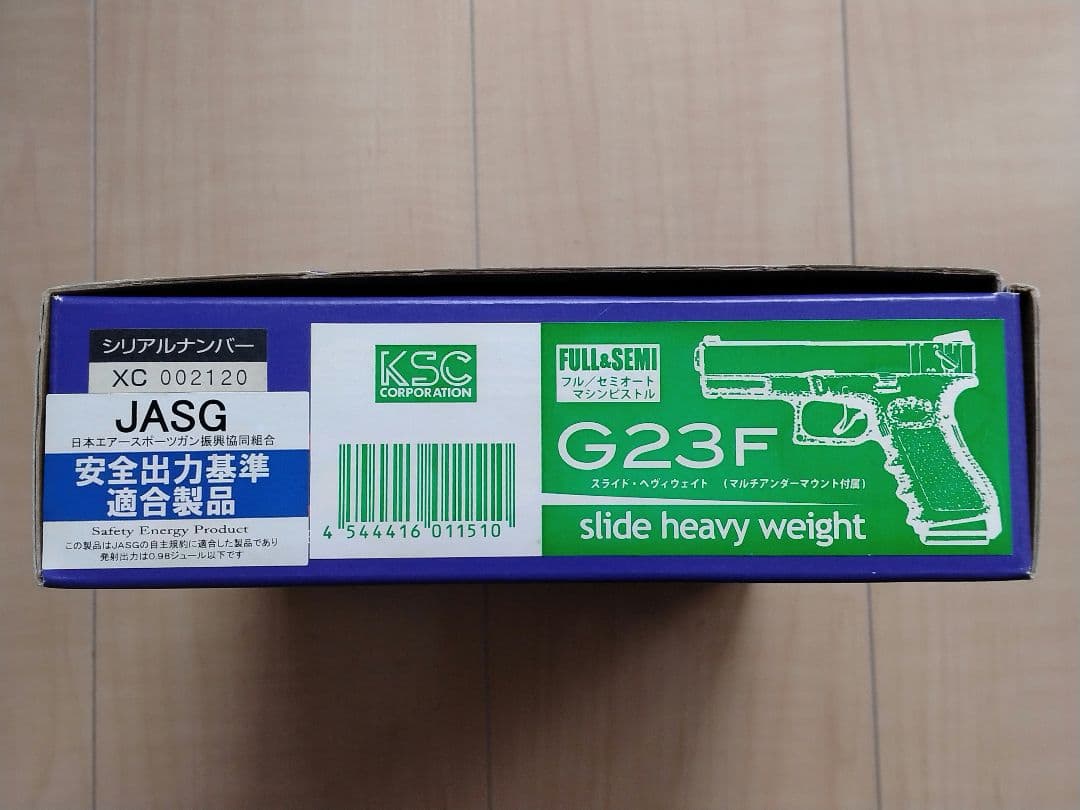 シリアルナンバー
XC 002120
JASG
日本エアースポーツガン振興協同組合
安全出力基準
適合製品
Safety Energy Product
この製品はJASGの自主規約に適合した製品であり
発射出力は0.98ジュール以下です
KSC
CORPORATION
4 544416 011510
FULL&SEMI
フル／セミオート
マシンピストル
G23F
スライド・ヘヴィウェイト （マルチアンダーマウント付属）
slide heavy weight